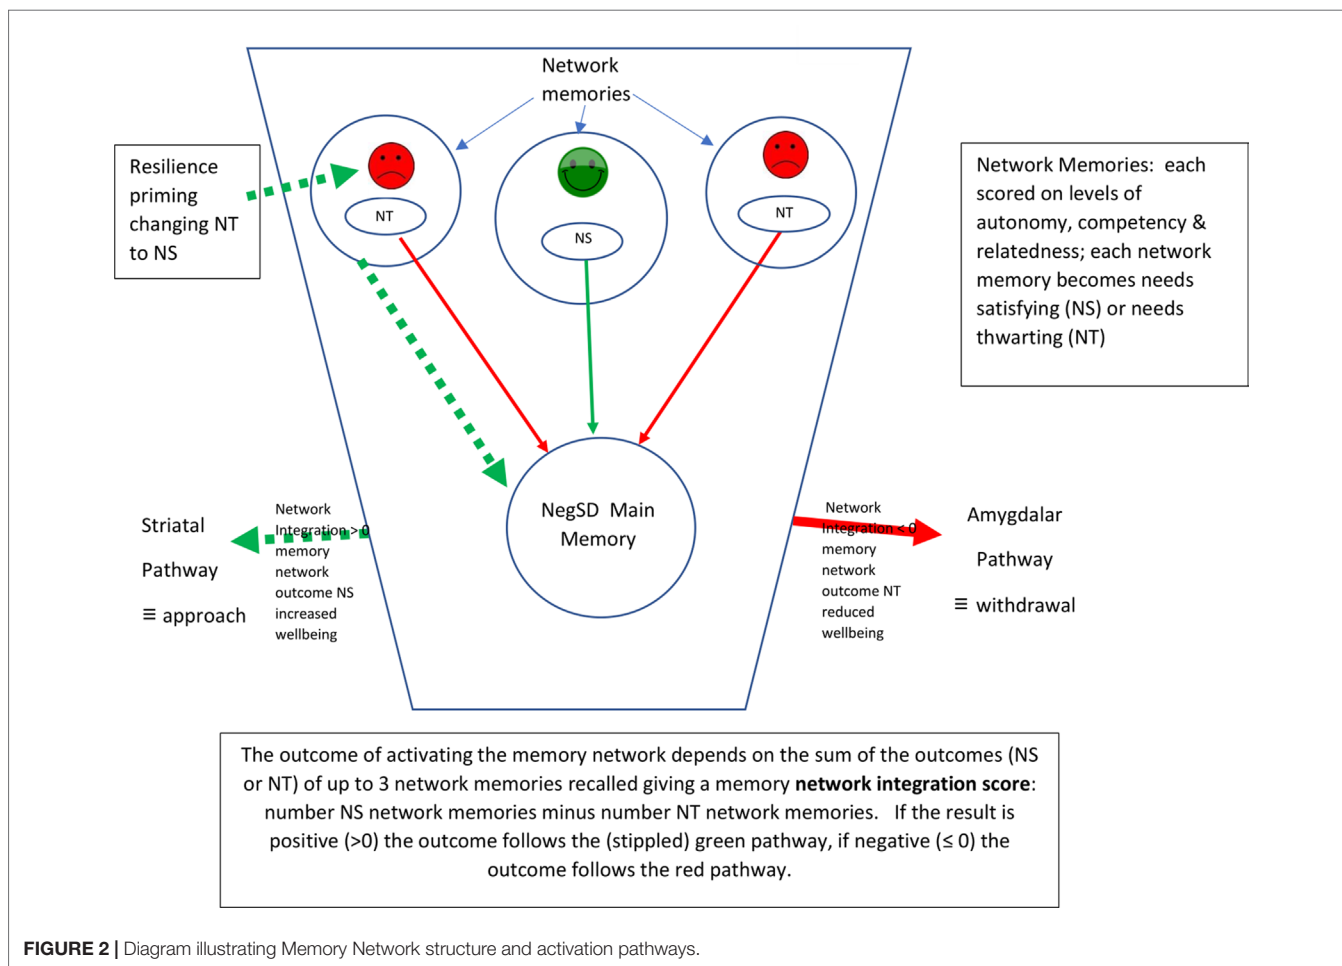 Network
memories
Resilience
priming
changing NT
to NS
NT
NS
NT
Network Memories: each
scored on levels of
autonomy, competency &
relatedness; each network
memory becomes needs
satisfying (NS) or needs
thwarting (NT)
NegSD Main
Memory
Striatal
Pathway
≡ approach
Network
Integration > 0
memory
network
outcome NS
increased
wellbeing
Network
Integration < 0
memory
network
outcome NT
reduced
wellbeing
Amygdalar
Pathway
≡ withdrawal
The outcome of activating the memory network depends on the sum of the outcomes (NS
or NT) of up to 3 network memories recalled giving a memory network integration score:
number NS network memories minus number NT network memories. If the result is
positive (>0) the outcome follows the (stippled) green pathway, if negative (≤ 0) the
outcome follows the red pathway.
FIGURE 2 | Diagram illustrating Memory Network structure and activation pathways.